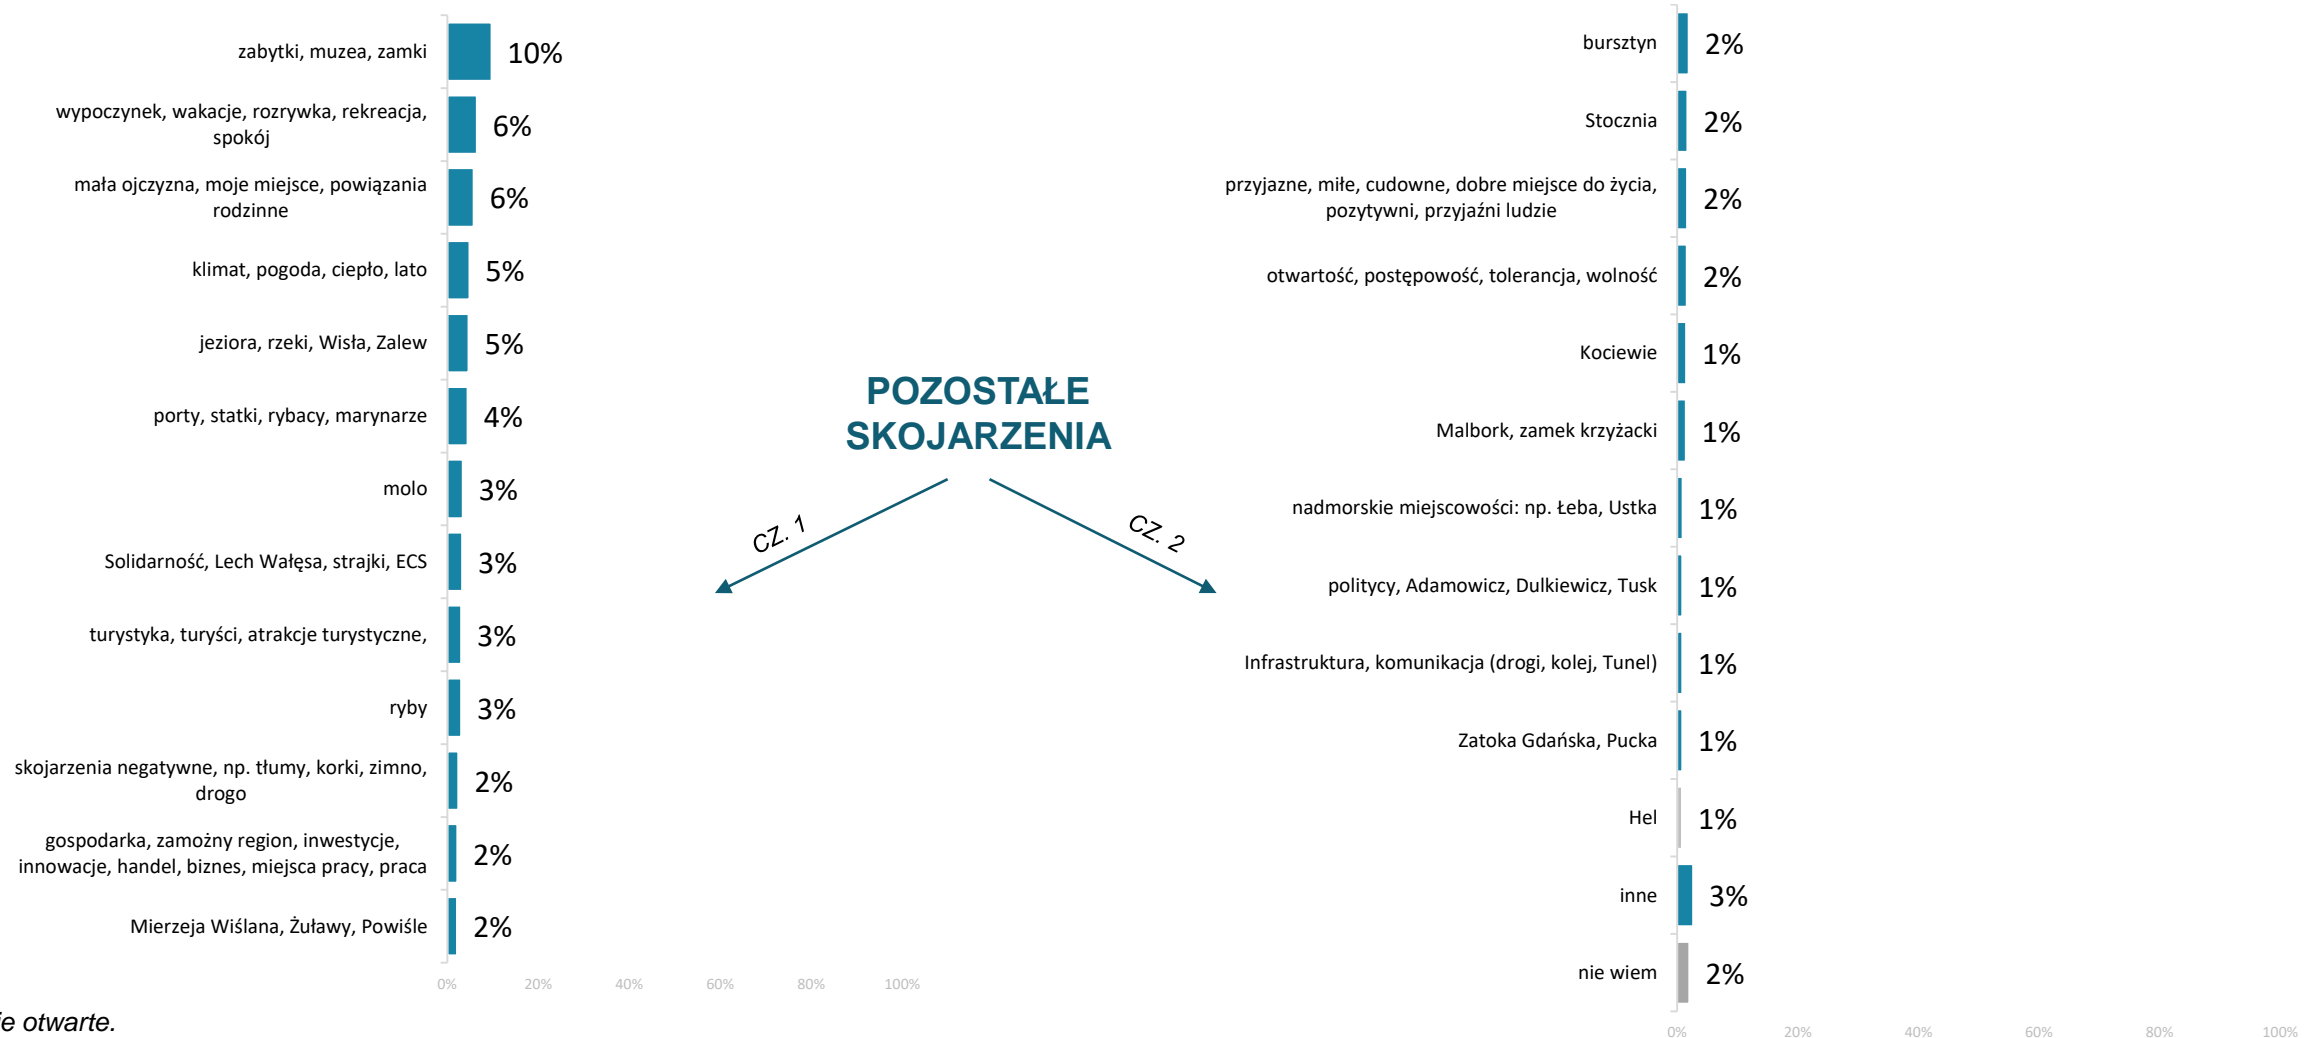 zabytki, muzea, zamki
10%
wypoczynek, wakacje, rozrywka, rekreacja,
spokój
6%
mała ojczyzna, moje miejsce, powiązania
rodzinne
6%
klimat, pogoda, ciepło, lato
5%
jeziora, rzeki, Wisła, Zalew
5%
porty, statki, rybacy, marynarze
4%
molo
3%
Solidarność, Lech Wałęsa, strajki, ECS
3%
turystyka, turyści, atrakcje turystyczne,
3%
ryby
3%
skojarzenia negatywne, np. tłumy, korki, zimno,
drogo
2%
gospodarka, zamożny region, inwestycje,
innowacje, handel, biznes, miejsca pracy, praca
2%
Mierzeja Wiślana, Żuławy, Powiśle
2%
0% 20% 40% 60% 80% 100%
je otwarte.
POZOSTAŁE
SKOJARZENIA
CZ. 1
CZ. 2
bursztyn
2%
Stocznia
2%
przyjazne, miłe, cudowne, dobre miejsce do życia,
pozytywni, przyjaźni ludzie
2%
otwartość, postępowość, tolerancja, wolność
2%
Kociewie
1%
Malbork, zamek krzyżacki
1%
nadmorskie miejscowości: np. Łeba, Ustka
1%
politycy, Adamowicz, Dulkiewicz, Tusk
1%
Infrastruktura, komunikacja (drogi, kolej, Tunel)
1%
Zatoka Gdańska, Pucka
1%
Hel
1%
inne
3%
nie wiem
2%
0% 20% 40% 60% 80% 100%